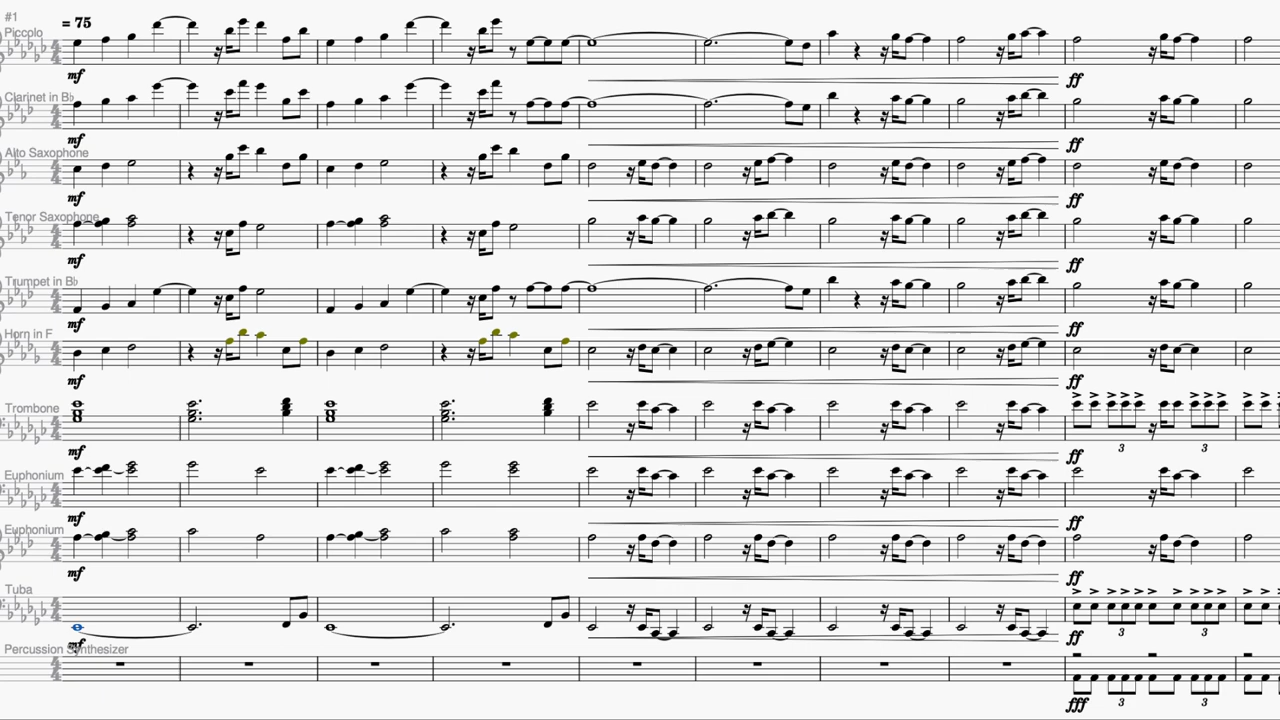 #1
= 75
Piccolo
mf
ff
Clarinet in B♭
mf
ff
Alto Saxophone
mf
ff
Tenor Saxophone
mf
ff
Trumpet in B♭
mf
ff
Horn in F
mf
ff
Trombone
mf
ff
3 3
Euphonium
mf
ff
Euphonium
mf
ff
Tuba
mf
ff
3 3
Percussion Synthesizer
fff
3 3